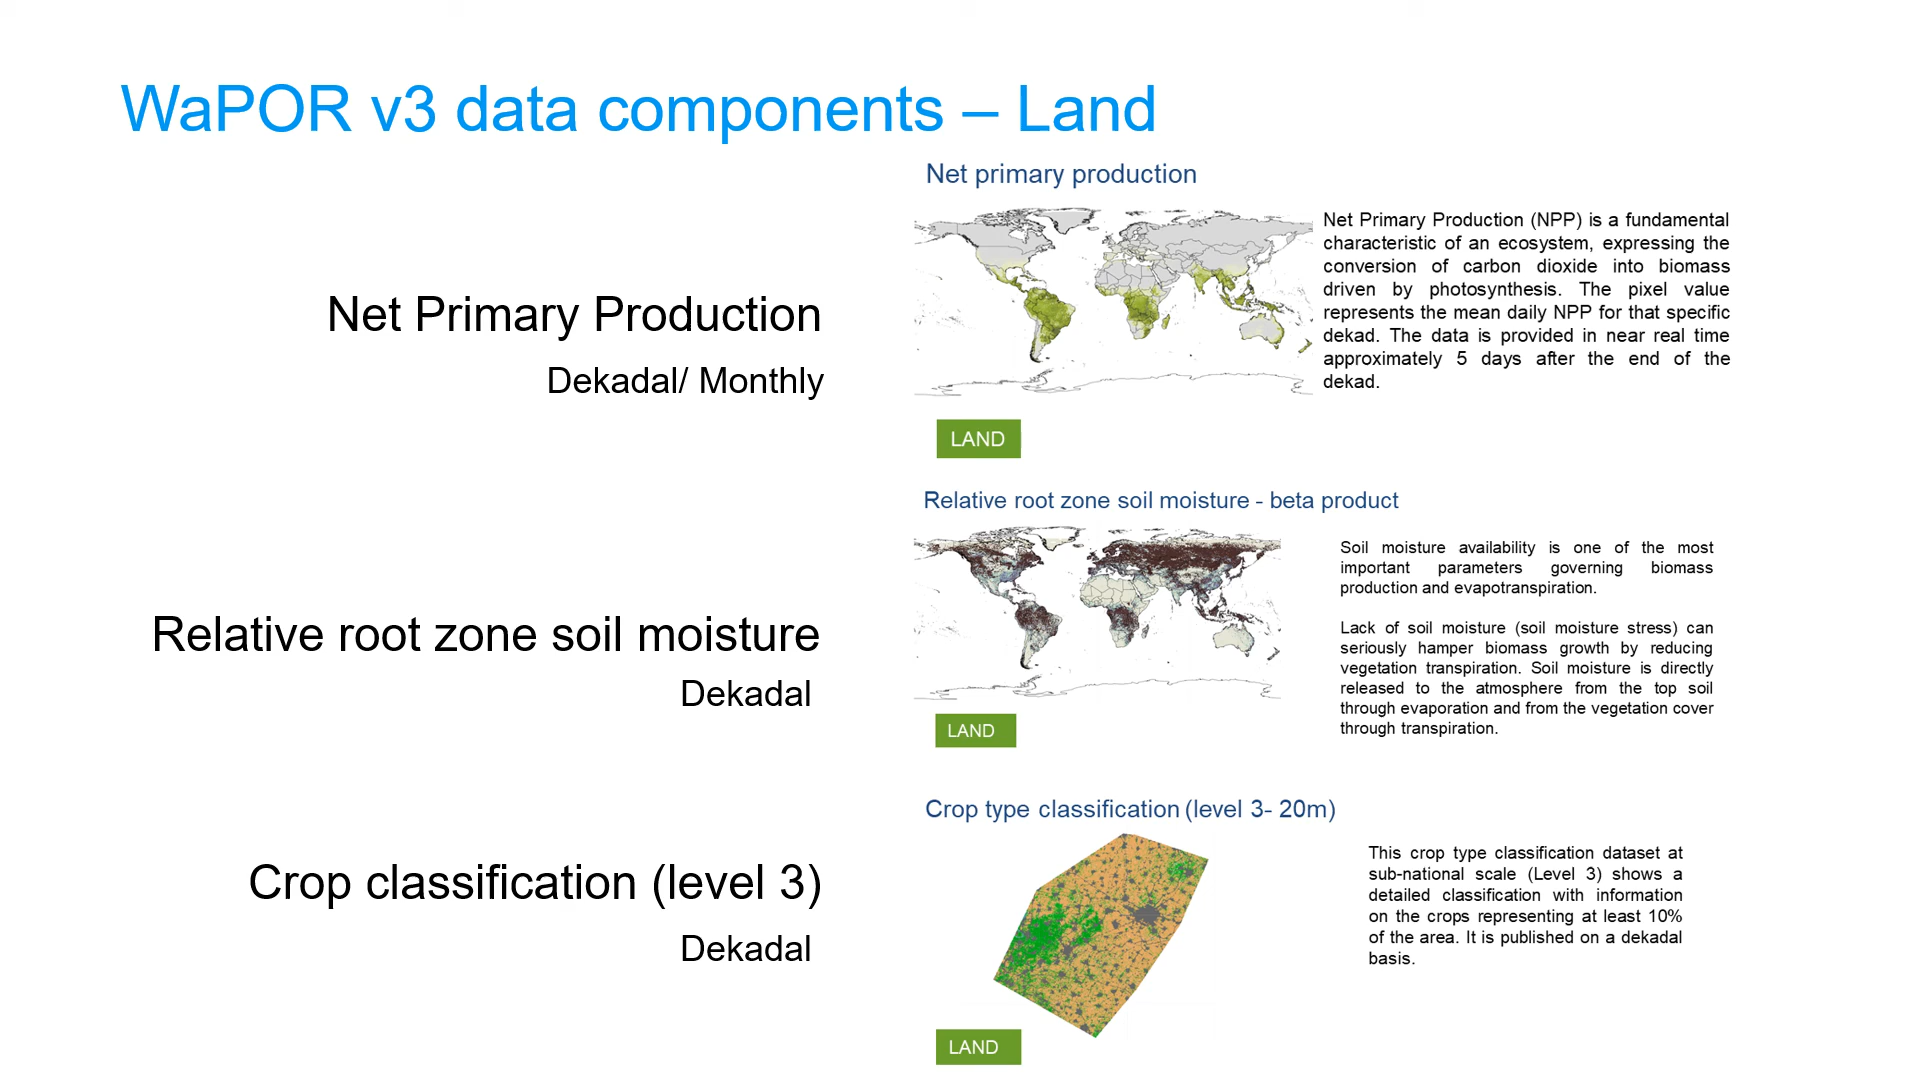 WaPOR v3 data components – Land
Net Primary Production
Dekadal/ Monthly
Net primary production
Net Primary Production (NPP) is a fundamental
characteristic of an ecosystem, expressing the
conversion of carbon dioxide into biomass
driven by photosynthesis. The pixel value
represents the mean daily NPP for that specific
dekad. The data is provided in near real time
approximately 5 days after the end of the
dekad.
LAND
Relative root zone soil moisture
Dekadal
Relative root zone soil moisture - beta product
Soil moisture availability is one of the most
important parameters governing biomass
production and evapotranspiration.
Lack of soil moisture (soil moisture stress) can
seriously hamper biomass growth by reducing
vegetation transpiration. Soil moisture is directly
released to the atmosphere from the top soil
through evaporation and from the vegetation cover
through transpiration.
LAND
Crop classification (level 3)
Dekadal
Crop type classification (level 3- 20m)
This crop type classification dataset at
sub-national scale (Level 3) shows a
detailed classification with information
on the crops representing at least 10%
of the area. It is published on a dekadal
basis.
LAND